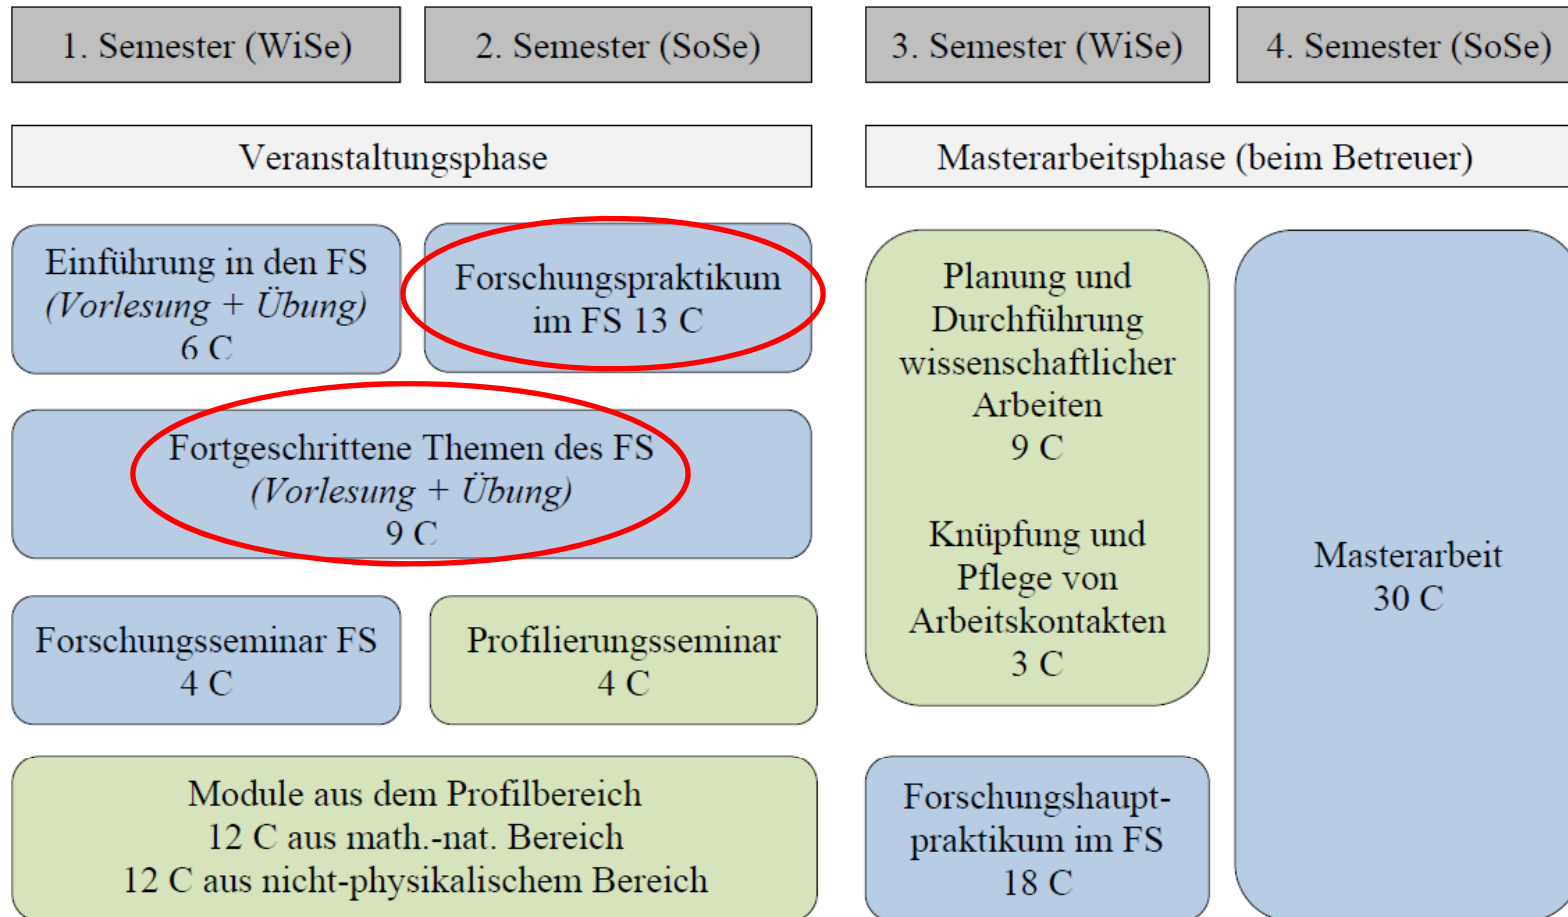 1. Semester (WiSe)
2. Semester (SoSe)
3. Semester (WiSe)
4. Semester (SoSe)
Veranstaltungsphase
Masterarbeitsphase (beim Betreuer)
Einführung in den FS
(Vorlesung + Übung)
6 C
Forschungspraktikum
im FS 13 C
Fortgeschrittene Themen des FS
(Vorlesung + Übung)
9 C
Forschungsseminar FS
4 C
Profilierungsseminar
4 C
Module aus dem Profilbereich
12 C aus math.-nat. Bereich
12 C aus nicht-physikalischem Bereich
Planung und
Durchführung
wissenschaftlicher
Arbeiten
9 C
Knüpfung und
Pflege von
Arbeitskontakten
3 C
Forschungshaupt-
praktikum im FS
18 C
Masterarbeit
30 C